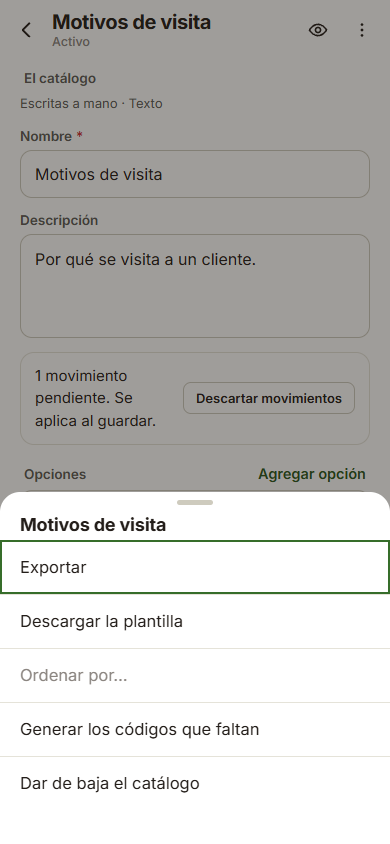 Motivos de visita
Activo
El catálogo
Escritas a mano · Texto
Nombre *
Motivos de visita
Descripción
Por qué se visita a un cliente.
1 movimiento
pendiente. Se
aplica al guardar.
Descartar movimientos
Opciones
Agregar opción
Motivos de visita
Exportar
Descargar la plantilla
Ordenar por...
Generar los códigos que faltan
Dar de baja el catálogo